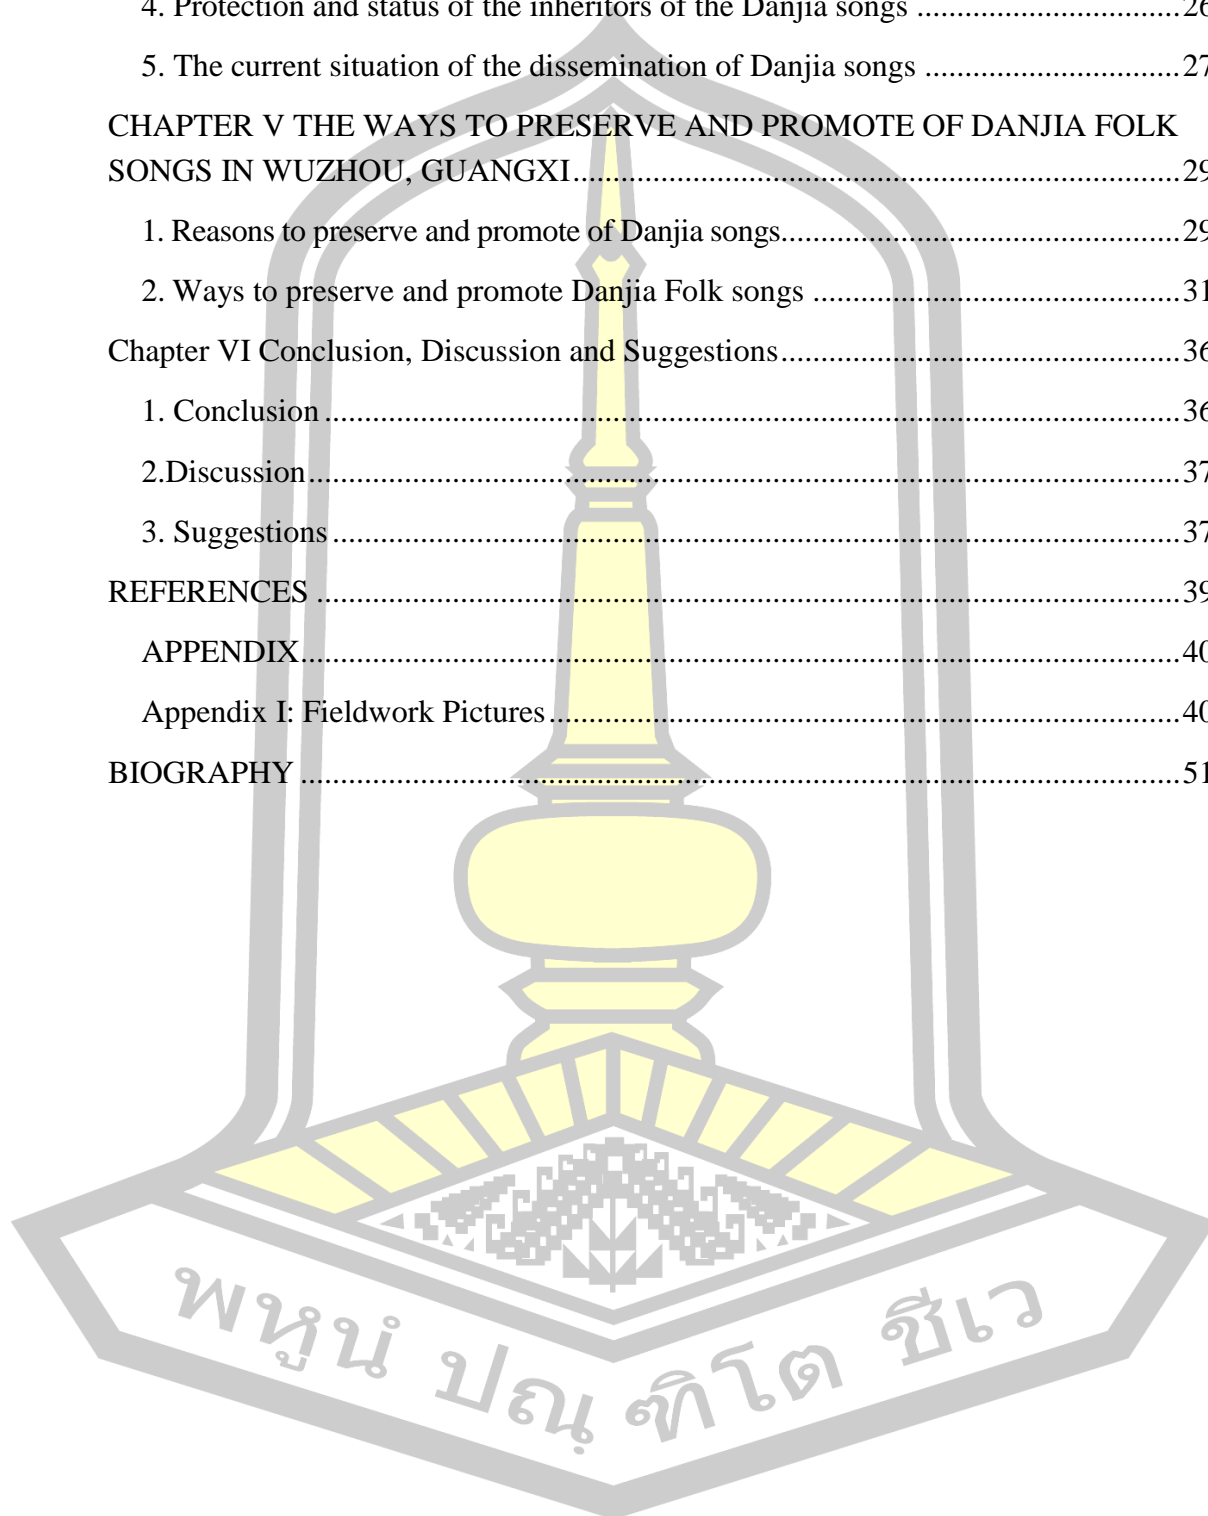 4. Protection and status of the inheritors of the Danjia songs ................................. 26
5. The current situation of the dissemination of Danjia songs ................................ 27
CHAPTER V THE WAYS TO PRESERVE AND PROMOTE OF DANJIA FOLK
SONGS IN WUZHOU, GUANGXI ............................................................................ 29
1. Reasons to preserve and promote of Danjia songs.................................................. 29
2. Ways to preserve and promote Danjia Folk songs .............................................. 31
Chapter VI Conclusion, Discussion and Suggestions .................................................. 36
1. Conclusion ......................................................................................................... 36
2.Discussion........................................................................................................... 37
3. Suggestions ........................................................................................................ 37
REFERENCES ........................................................................................................... 39
APPENDIX............................................................................................................ 40
Appendix I: Fieldwork Pictures ............................................................................. 40
BIOGRAPHY ............................................................................................................ 51
พหูนํ ปณฺฑิโต ชีเว